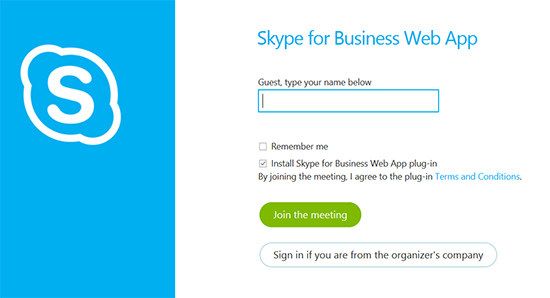 S
Skype for Business Web App
Guest, type your name below
Remember me
Install Skype for Business Web App plug-in
By joining the meeting, I agree to the plug-in Terms and Conditions.
Join the meeting
Sign in if you are from the organizer's company